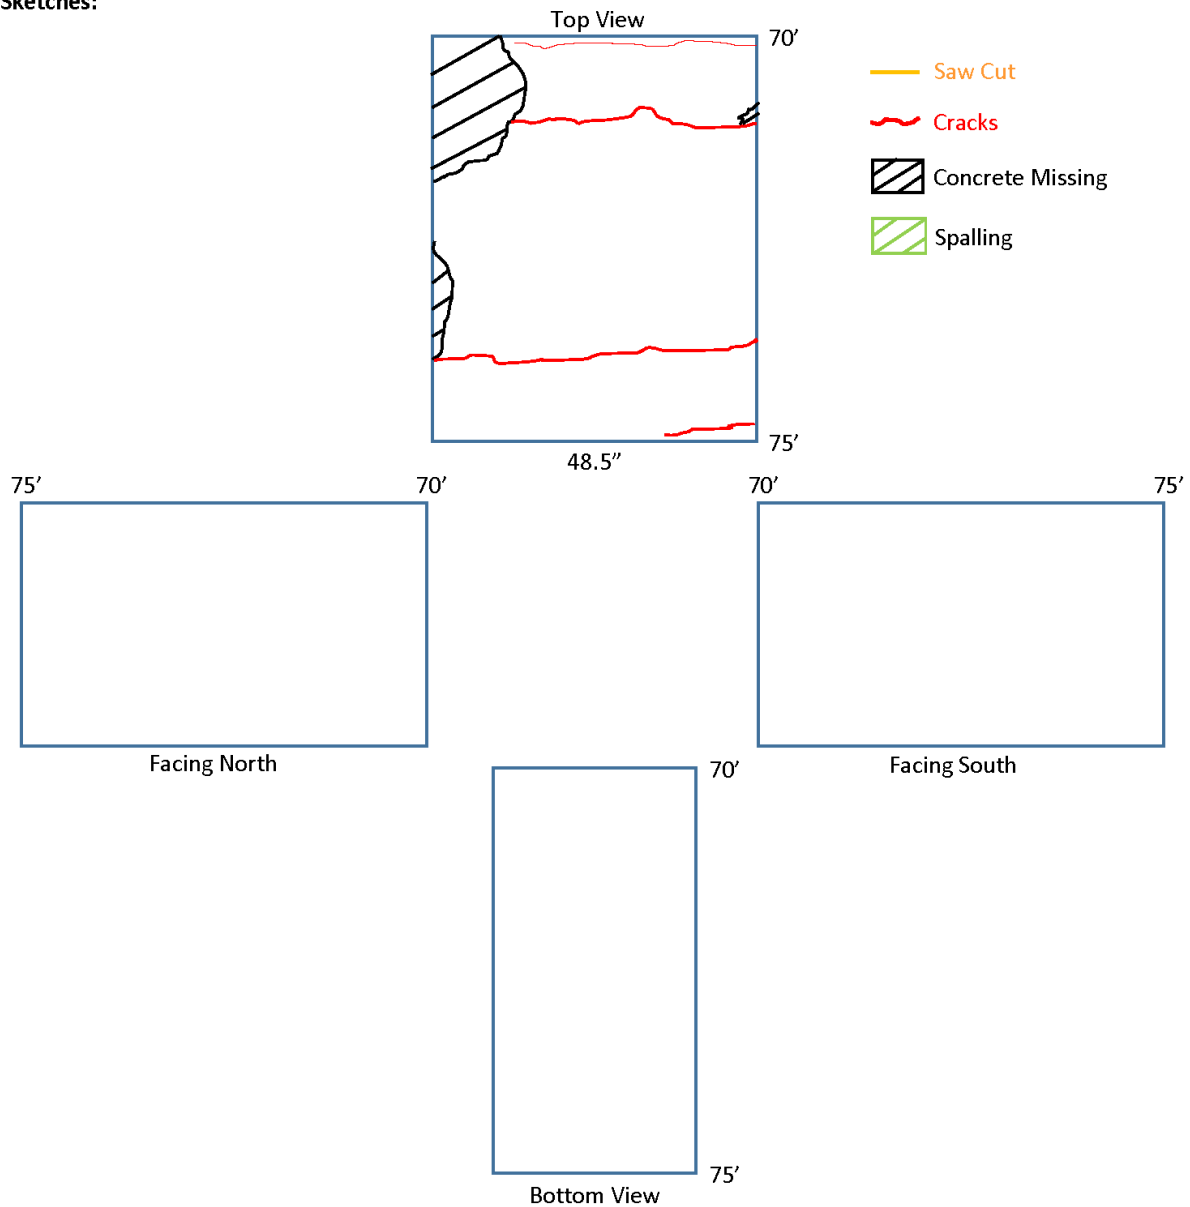 Sketches:
Top View
70’
Saw Cut
Cracks
Concrete Missing
Spalling
75’
48.5”
75’
70’
70’
75’
Facing North
Facing South
70’
75’
Bottom View